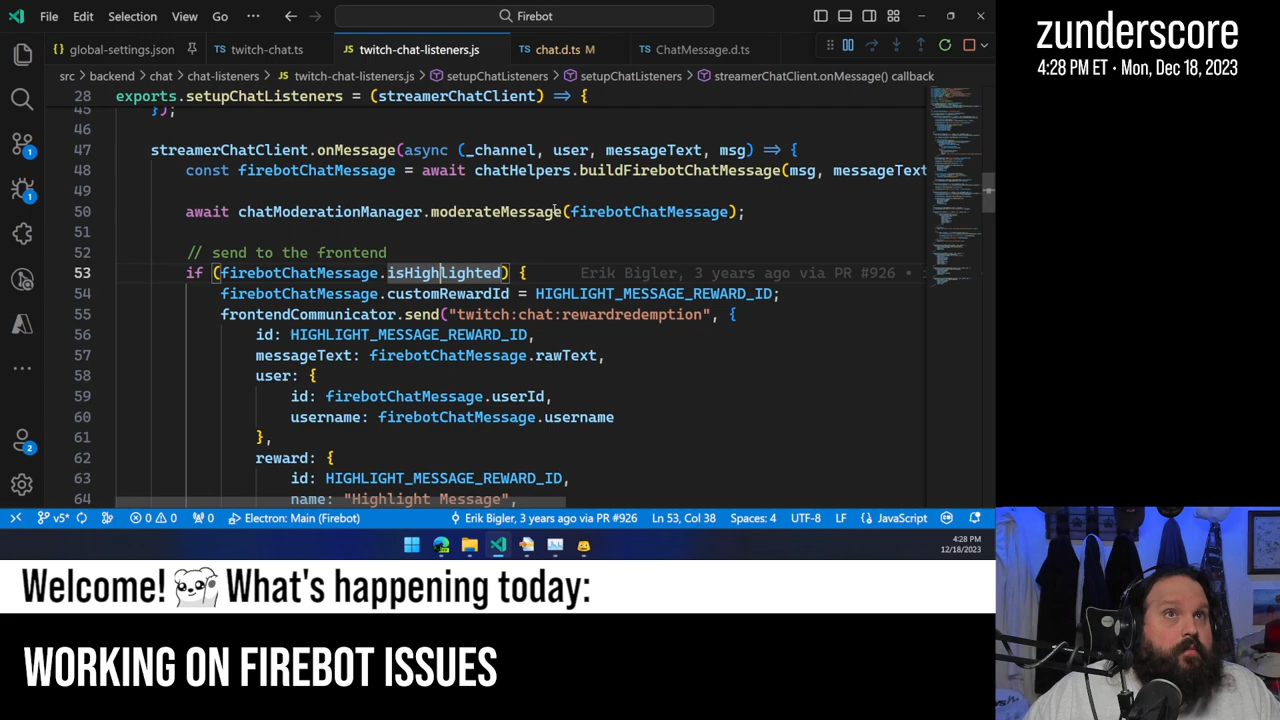 File Edit Selection View Go ··· Firebot
global-settings.json twitch-chat.ts twitch-chat-listeners.js chat.d.ts M ChatMessage.d.ts
src > backend > chat > chat-listeners > twitch-chat-listeners.js > setupChatListeners > setupChatListeners > streamerChatClient.onMessage() callback
28 exports.setupChatListeners = (streamerChatClient) => {
45 });
46
47 streamerChatClient.onMessage(async (_channel, user, messageText, msg) => {
48 const firebotChatMessage = await chatHelpers.buildFirebotChatMessage(msg, messageText
49
50 await chatModerationManager.moderateMessage(firebotChatMessage);
51
52 // send to the frontend
53 if (firebotChatMessage.isHighlighted) { Erik Bigler, 3 years ago via PR #926 •
54 firebotChatMessage.customRewardId = HIGHLIGHT_MESSAGE_REWARD_ID;
55 frontendCommunicator.send("twitch:chat:rewardredemption", {
56 id: HIGHLIGHT_MESSAGE_REWARD_ID,
57 messageText: firebotChatMessage.rawText,
58 user: {
59 id: firebotChatMessage.userId,
60 username: firebotChatMessage.username
61 },
62 reward: {
63 id: HIGHLIGHT_MESSAGE_REWARD_ID,
64 name: "Highlight Message",
1
1
2
v5* 0 0 0 Electron: Main (Firebot) Erik Bigler, 3 years ago via PR #926 Ln 53, Col 38 Spaces: 4 UTF-8 LF {} JavaScript
4:28 PM
12/18/2023
zunderscore
4:28 PM ET · Mon, Dec 18, 2023
Welcome! What's happening today:
WORKING ON FIREBOT ISSUES